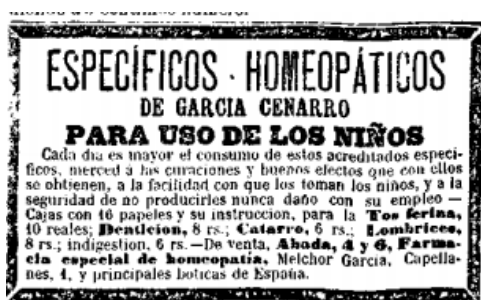 ESPECÍFICOS · HOMEOPÁTICOS
DE GARCIA CENARRO
PARA USO DE LOS NIÑOS
Cada dia es mayor el consumo de estos acreditados especí-
ficos, merced á las curaciones y buenos efectos que con ellos
se obtienen, a la facilidad con que los toman los niños, y a la
seguridad de no producirles nunca daño con su empleo —
Cajas con 16 papeles y su instruccion, para la Tos ferina,
10 reales; Denticion, 8 rs.; Catarro, 6 rs.; Lombrices,
8 rs.; indigestion, 6 rs.—De venta, Abada, 4 y 6, Farma-
cia especial de homeopatia, Melchor Garcia, Capella-
nes, 1, y principales boticas de España.